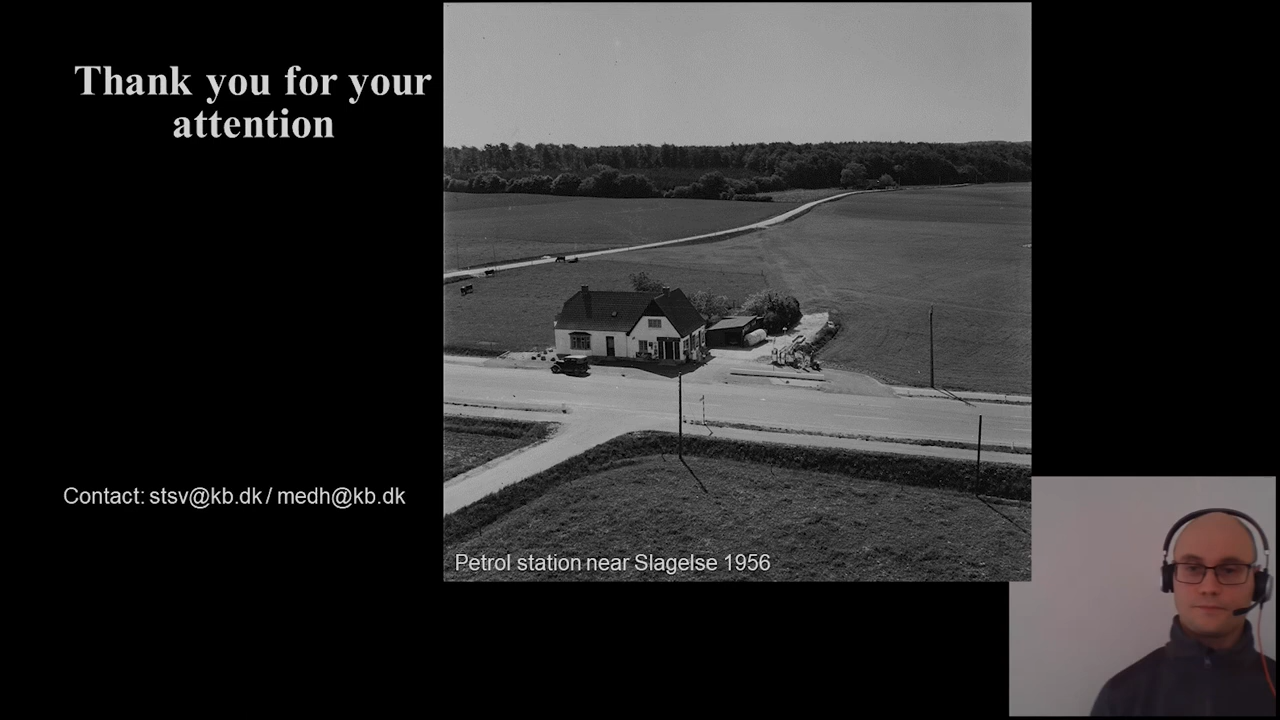 Thank you for your
attention
Contact: stsv@kb.dk / medh@kb.dk
Petrol station near Slagelse 1956